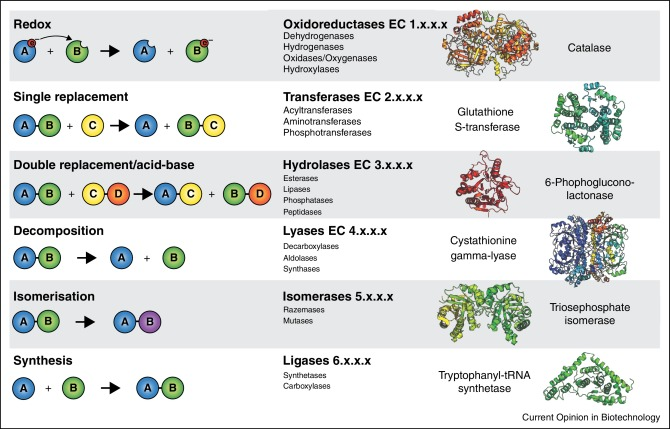 Redox
A e − + B → A + B e −
Oxidoreductases EC 1.x.x.x
Dehydrogenases
Hydrogenases
Oxidases/Oxygenases
Hydroxylases
Catalase
Single replacement
A B + C → A + B C
Transferases EC 2.x.x.x
Acyltransferases
Aminotransferases
Phosphotransferases
Glutathione
S-transferase
Double replacement/acid-base
A B + C D → A C + B D
Hydrolases EC 3.x.x.x
Esterases
Lipases
Phosphatases
Peptidases
6-Phophoglucono-
lactonase
Decomposition
A B → A + B
Lyases EC 4.x.x.x
Decarboxylases
Aldolases
Synthases
Cystathionine
gamma-lyase
Isomerisation
A B → A B
Isomerases 5.x.x.x
Razemases
Mutases
Triosephosphate
isomerase
Synthesis
A + B → A B
Ligases 6.x.x.x
Synthetases
Carboxylases
Tryptophanyl-tRNA
synthetase
Current Opinion in Biotechnology